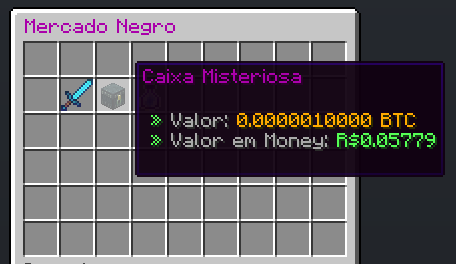 Mercado Negro
Caixa Misteriosa
» Valor: 0.0000010000 BTC
» Valor em Money: R$0.05779